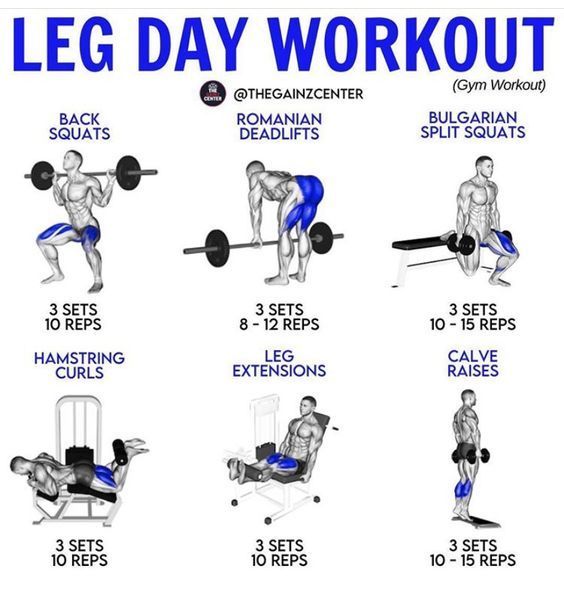 LEG DAY WORKOUT
(Gym Workout)
THE
CENTER
@THEGAINZCENTER
BACK
SQUATS
ROMANIAN
DEADLIFTS
BULGARIAN
SPLIT SQUATS
3 SETS
10 REPS
3 SETS
8 - 12 REPS
3 SETS
10 - 15 REPS
HAMSTRING
CURLS
LEG
EXTENSIONS
CALVE
RAISES
3 SETS
10 REPS
3 SETS
10 REPS
3 SETS
10 - 15 REPS